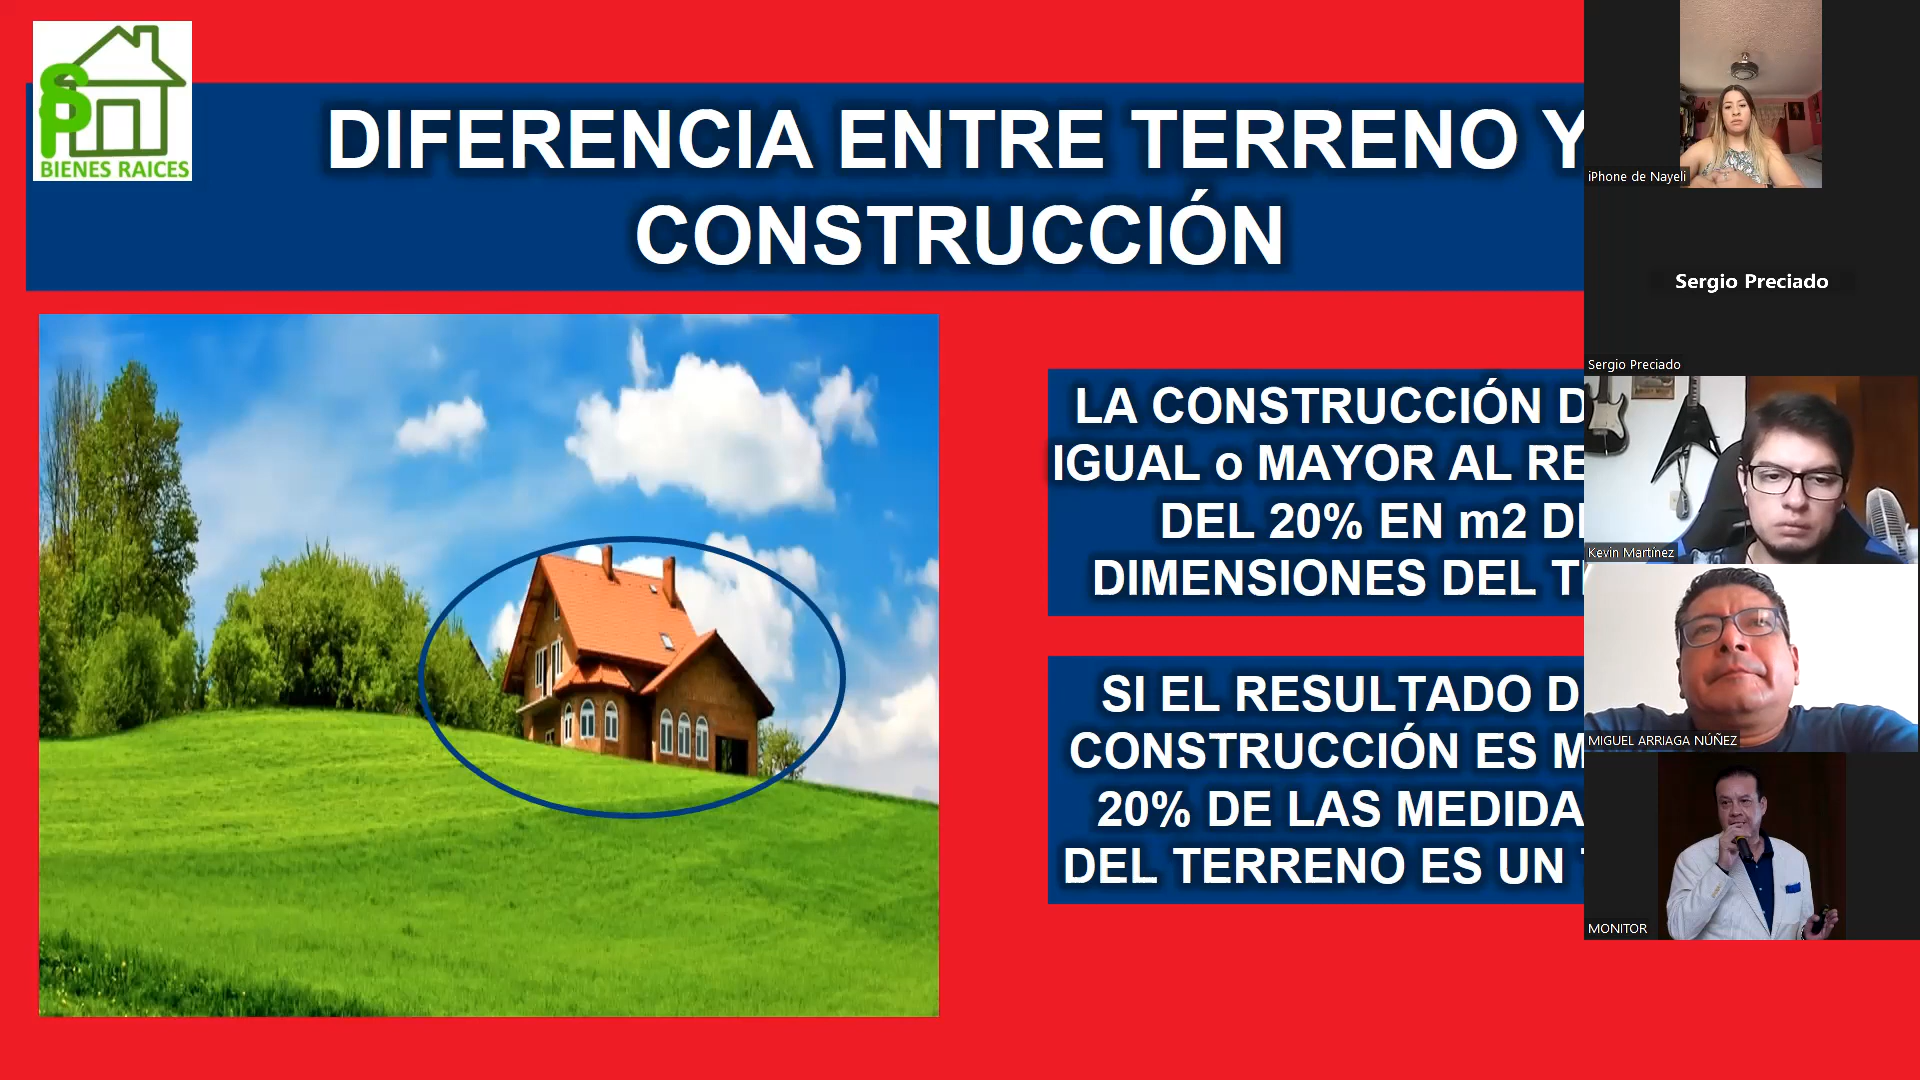 SP
BIENES RAICES
DIFERENCIA ENTRE TERRENO Y
CONSTRUCCIÓN
LA CONSTRUCCIÓN
IGUAL o MAYOR AL
DEL 20% EN m2
DIMENSIONES DEL
SI EL RESULTADO
CONSTRUCCIÓN ES
20% DE LAS
DEL TERRENO ES UN
iPhone de Nayeli
Sergio Preciado
Sergio Preciado
Kevin Martínez
MIGUEL ARRIAGA NÚÑEZ
MONITOR